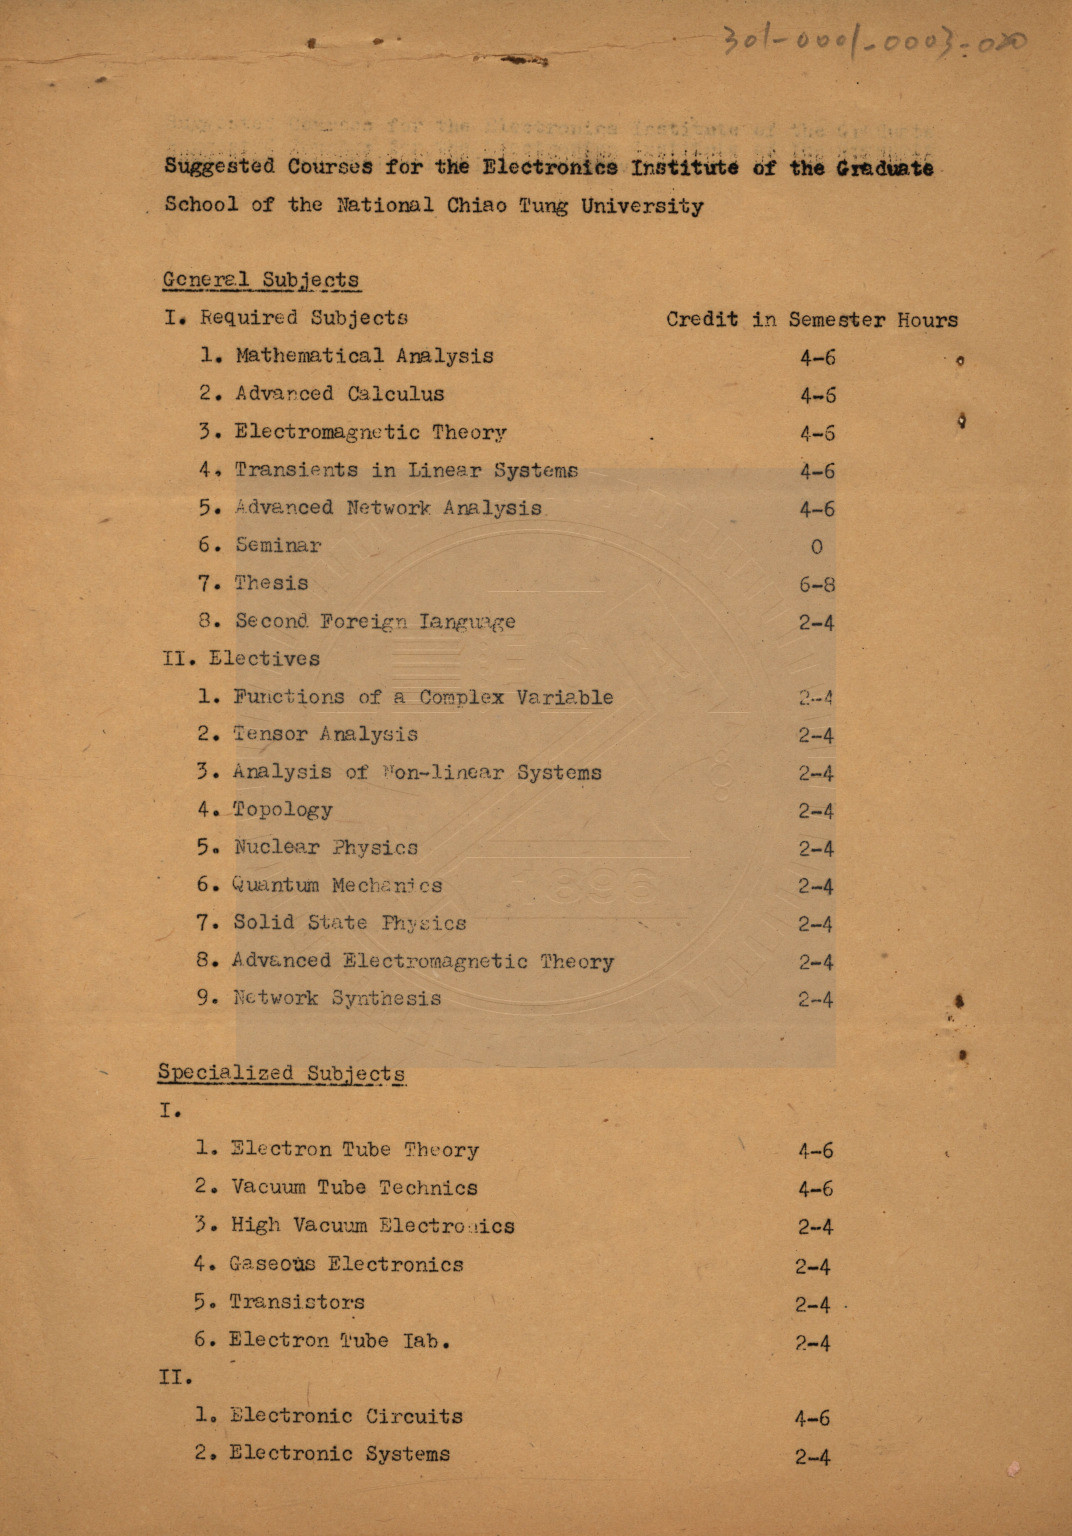 301-0001-0003-020
Suggested Courses for the Electronics Institute of the Graduate
School of the National Chiao Tung University
General Subjects
I. Required Subjects Credit in Semester Hours
1. Mathematical Analysis 4-6
2. Advanced Calculus 4-6
3. Electromagnetic Theory 4-6
4. Transients in Linear Systems 4-6
5. Advanced Network Analysis 4-6
6. Seminar 0
7. Thesis 6-8
8. Second Foreign Language 2-4
II. Electives
1. Functions of a Complex Variable 2-4
2. Tensor Analysis 2-4
3. Analysis of Non-linear Systems 2-4
4. Topology 2-4
5. Nuclear Physics 2-4
6. Quantum Mechanics 2-4
7. Solid State Physics 2-4
8. Advanced Electromagnetic Theory 2-4
9. Network Synthesis 2-4
1896
Specialized Subjects
I.
1. Electron Tube Theory 4-6
2. Vacuum Tube Technics 4-6
3. High Vacuum Electronics 2-4
4. Gaseous Electronics 2-4
5. Transistors 2-4
6. Electron Tube Lab. 2-4
II.
1. Electronic Circuits 4-6
2. Electronic Systems 2-4